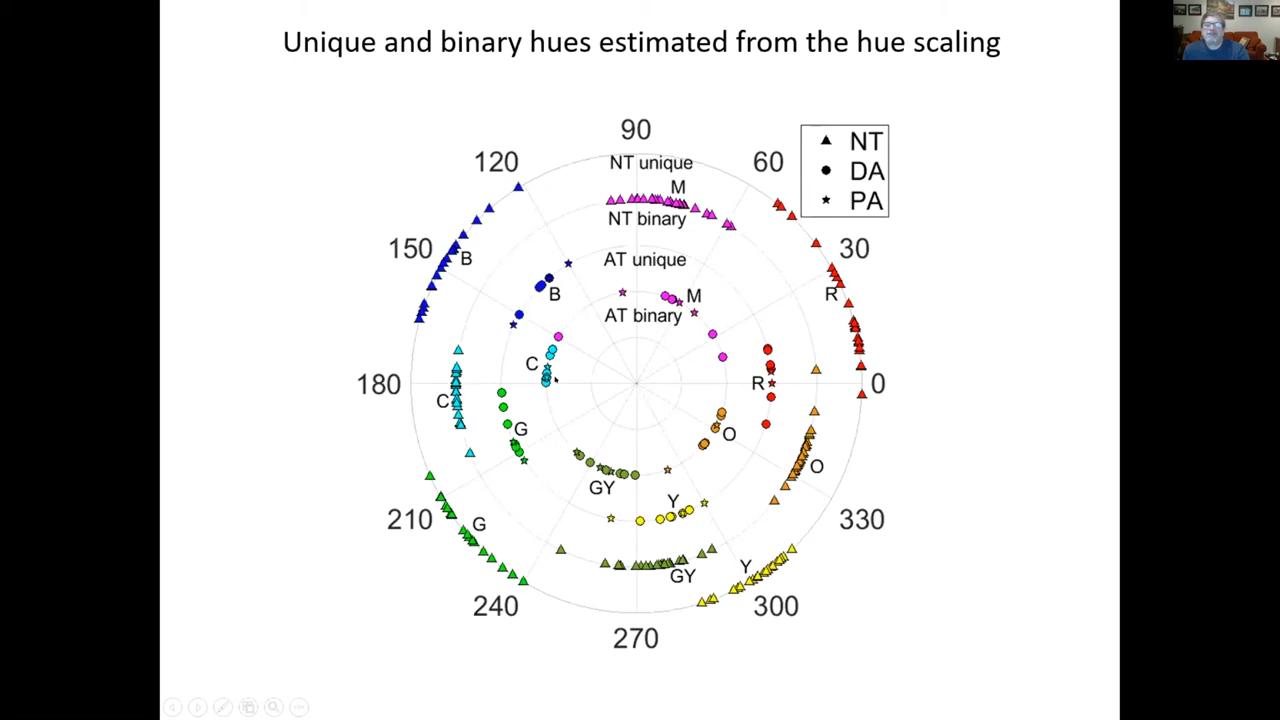 Unique and binary hues estimated from the hue scaling
90
NT
DA
PA
120
NT unique
60
M
NT binary
150
B
30
AT unique
R
B
M
AT binary
C
180
C
R
0
G
O
O
GY
Y
210
G
330
GY
Y
240
300
270